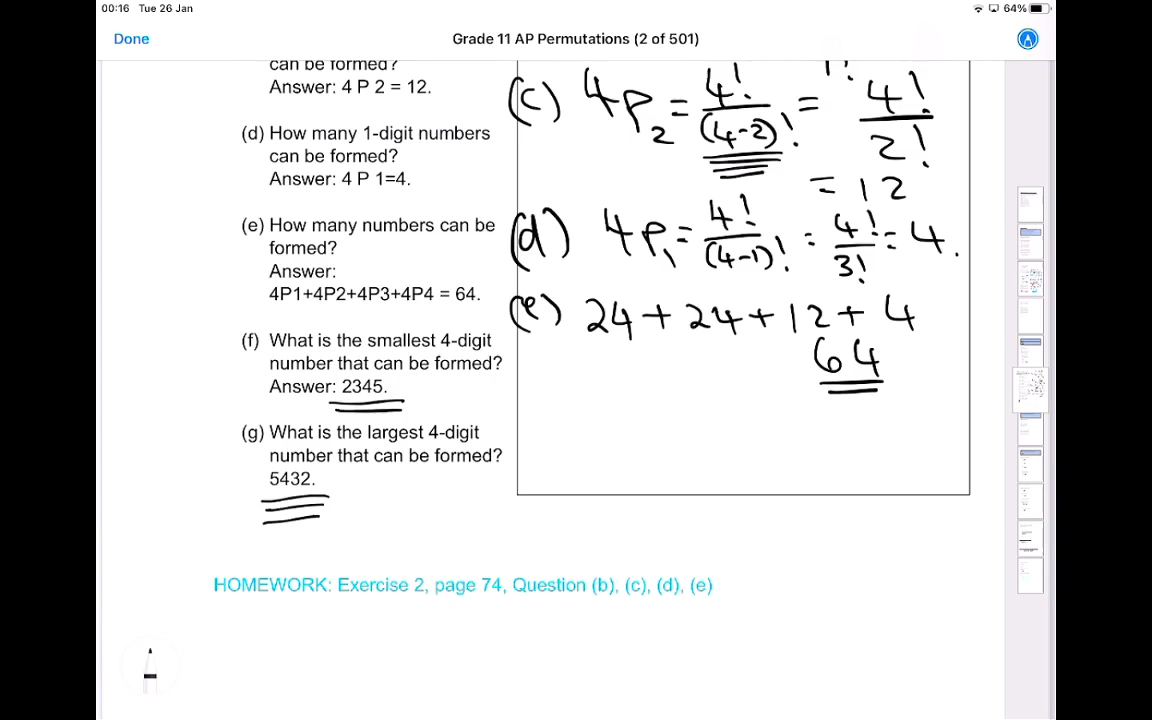 00:16 Tue 26 Jan
64%
Done
Grade 11 AP Permutations (2 of 501)
can be formed?
Answer: 4 P 2 = 12.
(d) How many 1-digit numbers
can be formed?
Answer: 4 P 1=4.
(e) How many numbers can be
formed?
Answer:
4P1+4P2+4P3+4P4 = 64.
(f) What is the smallest 4-digit
number that can be formed?
Answer: 2345.
(g) What is the largest 4-digit
number that can be formed?
5432.
1!
(c) 4P2 = 4!/(4-2)! = 4!/2!
= 12
(d) 4P1 = 4!/(4-1)! = 4!/3! = 4.
(e) 24 + 24 + 12 + 4
64
HOMEWORK: Exercise 2, page 74, Question (b), (c), (d), (e)